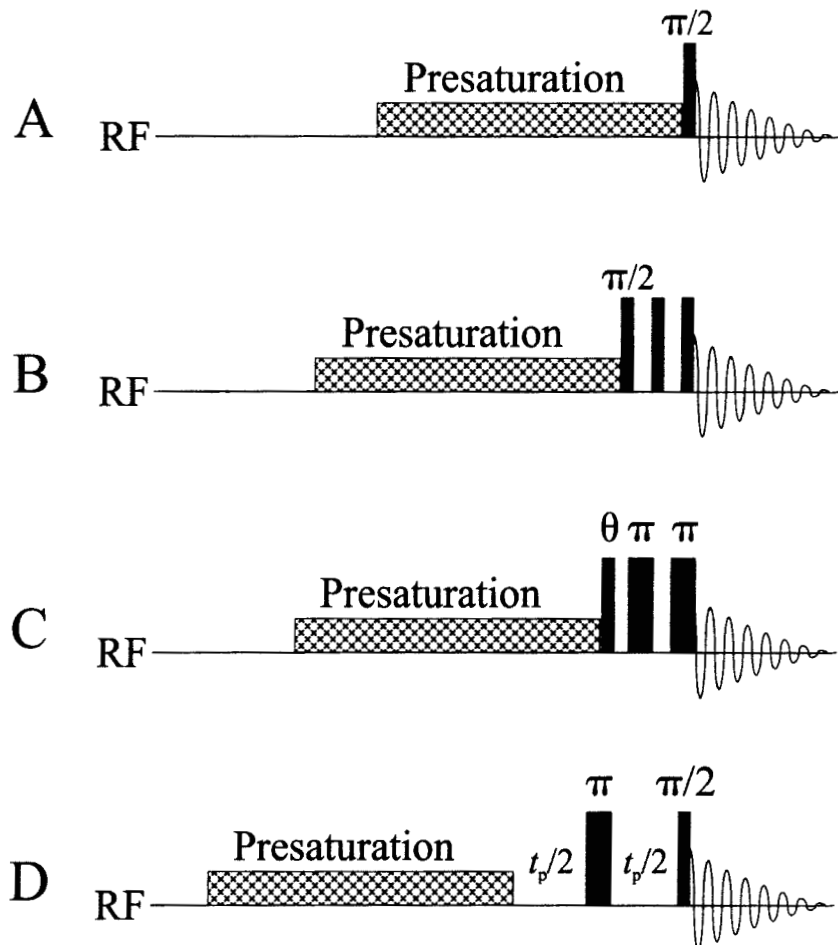 π/2
Presaturation
A RF
π/2
Presaturation
B RF
θ π π
Presaturation
C RF
π π/2
Presaturation tp/2 tp/2
D RF